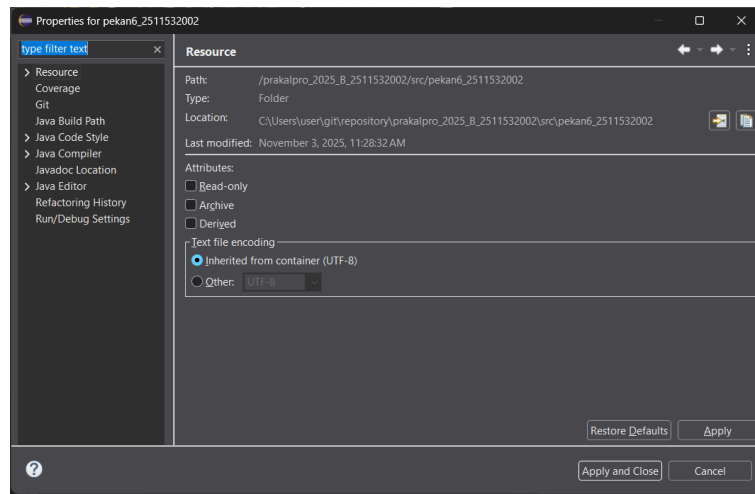 Properties for pekan6_2511532002
type filter text
Resource
Coverage
Git
Java Build Path
Java Code Style
Java Compiler
Javadoc Location
Java Editor
Refactoring History
Run/Debug Settings
Resource
Path: /prakalpro_2025_B_2511532002/src/pekan6_2511532002
Type: Folder
Location: C:\Users\user\git\repository\prakalpro_2025_B_2511532002\src\pekan6_2511532002
Last modified: November 3, 2025, 11:28:32 AM
Attributes:
Read-only
Archive
Derived
Text file encoding
Inherited from container (UTF-8)
Other: UTF-8
Restore Defaults Apply
Apply and Close Cancel